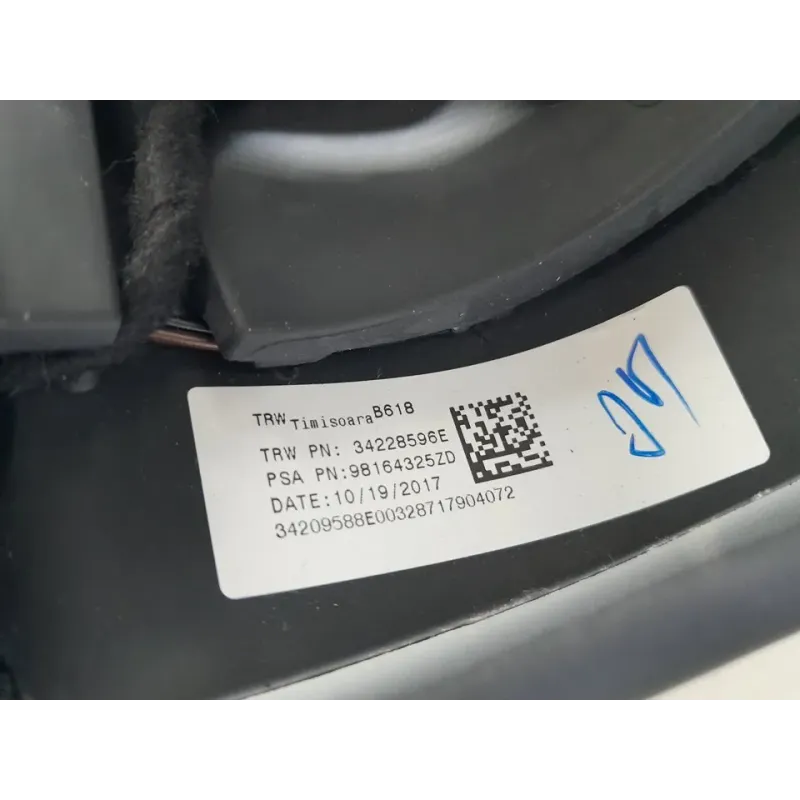 TRW Timisoara B618
TRW PN: 34228596E
PSA PN:98164325ZD
DATE:10/19/2017
34209588E00328717904072